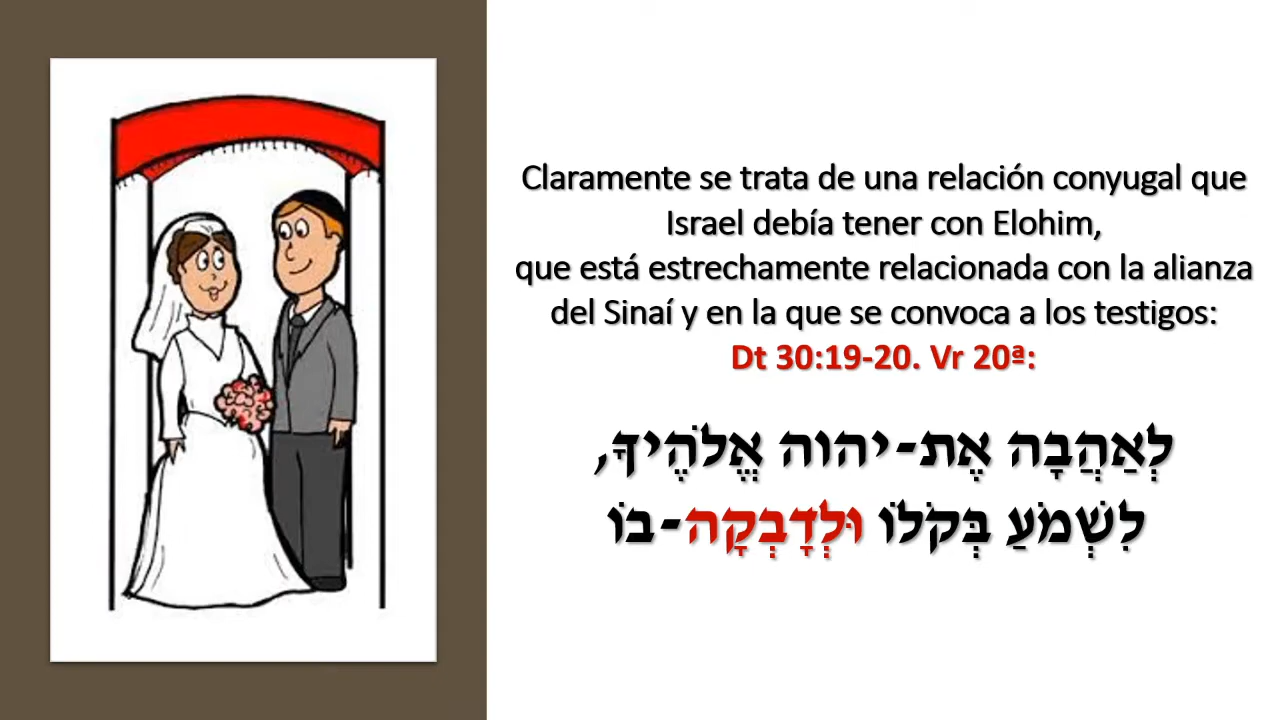 Claramente se trata de una relación conyugal que
Israel debía tener con Elohim,
que está estrechamente relacionada con la alianza
del Sinaí y en la que se convoca a los testigos:
Dt 30:19-20. Vr 20ª:
לְאַהֲבָה אֶת-יהוה אֱלֹהֶיךָ,
לִשְׁמֹעַ בְּקֹלוֹ וּלְדָבְקָה-בוֹ